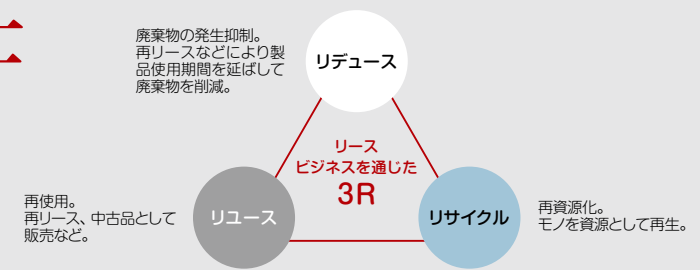 廃棄物の発生抑制。
再リースなどにより製
品使用期間を延ばして
廃棄物を削減。
リデュース
リース
ビジネスを通じた
3R
再使用。
再リース、中古品として
販売など。
リユース
リサイクル
再資源化。
モノを資源として再生。